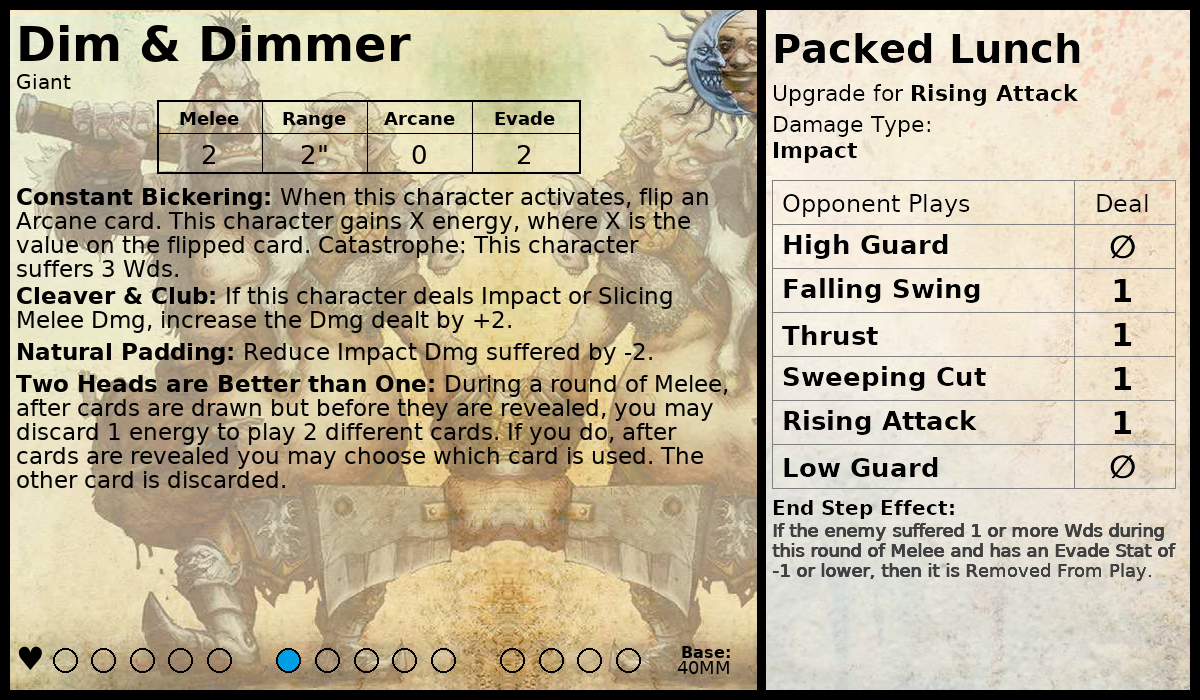 Dim & Dimmer
Giant
Melee Range Arcane Evade
2 2" 0 2
Constant Bickering: When this character activates, flip an
Arcane card. This character gains X energy, where X is the
value on the flipped card. Catastrophe: This character
suffers 3 Wds.
Cleaver & Club: If this character deals Impact or Slicing
Melee Dmg, increase the Dmg dealt by +2.
Natural Padding: Reduce Impact Dmg suffered by -2.
Two Heads are Better than One: During a round of Melee,
after cards are drawn but before they are revealed, you may
discard 1 energy to play 2 different cards. If you do, after
cards are revealed you may choose which card is used. The
other card is discarded.
Base:
40MM
Packed Lunch
Upgrade for Rising Attack
Damage Type:
Impact
Opponent Plays Deal
High Guard ∅
Falling Swing 1
Thrust 1
Sweeping Cut 1
Rising Attack 1
Low Guard ∅
End Step Effect:
If the enemy suffered 1 or more Wds during
this round of Melee and has an Evade Stat of
-1 or lower, then it is Removed From Play.